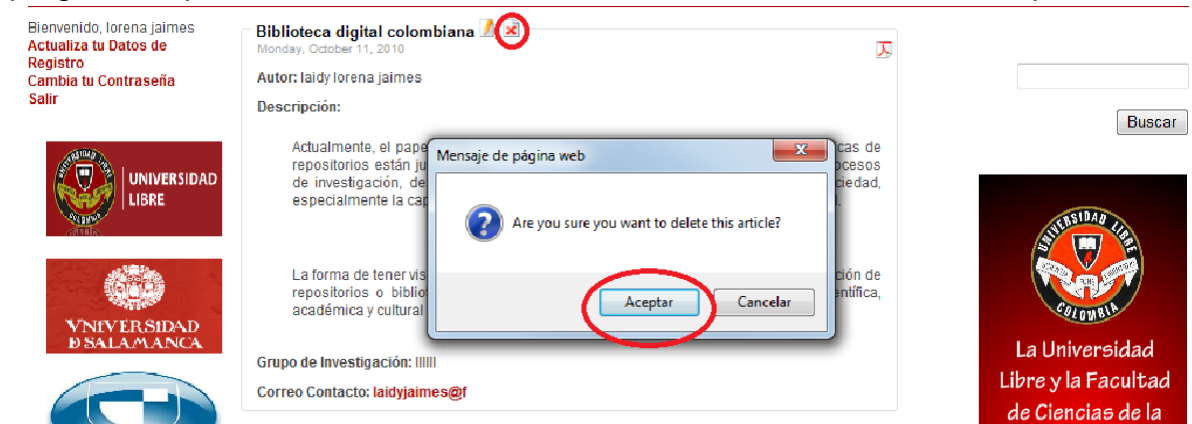 Bienvenido, lorena jaimes
Actualiza tu Datos de
Registro
Cambia tu Contraseña
Salir
UNIVERSIDAD
LIBRE
VNIVERSIDAD
D SALAMANCA
Biblioteca digital colombiana
Monday, October 11, 2010
Autor: laidy lorena jaimes
Descripción:
Actualmente, el pape
cas de
repositorios están ju
ocesos
de investigación, de
ciedad,
especialmente la cap
Mensaje de página web
Are you sure you want to delete this article?
Aceptar
Cancelar
La forma de tener vis
ción de
repositorios o biblio
entífica,
académica y cultural
Grupo de Investigación: llllll
Correo Contacto: laidyjaimes@f
Buscar
UNIVERSIDAD LIBRE
COLOMBIA
La Universidad
Libre y la Facultad
de Ciencias de la